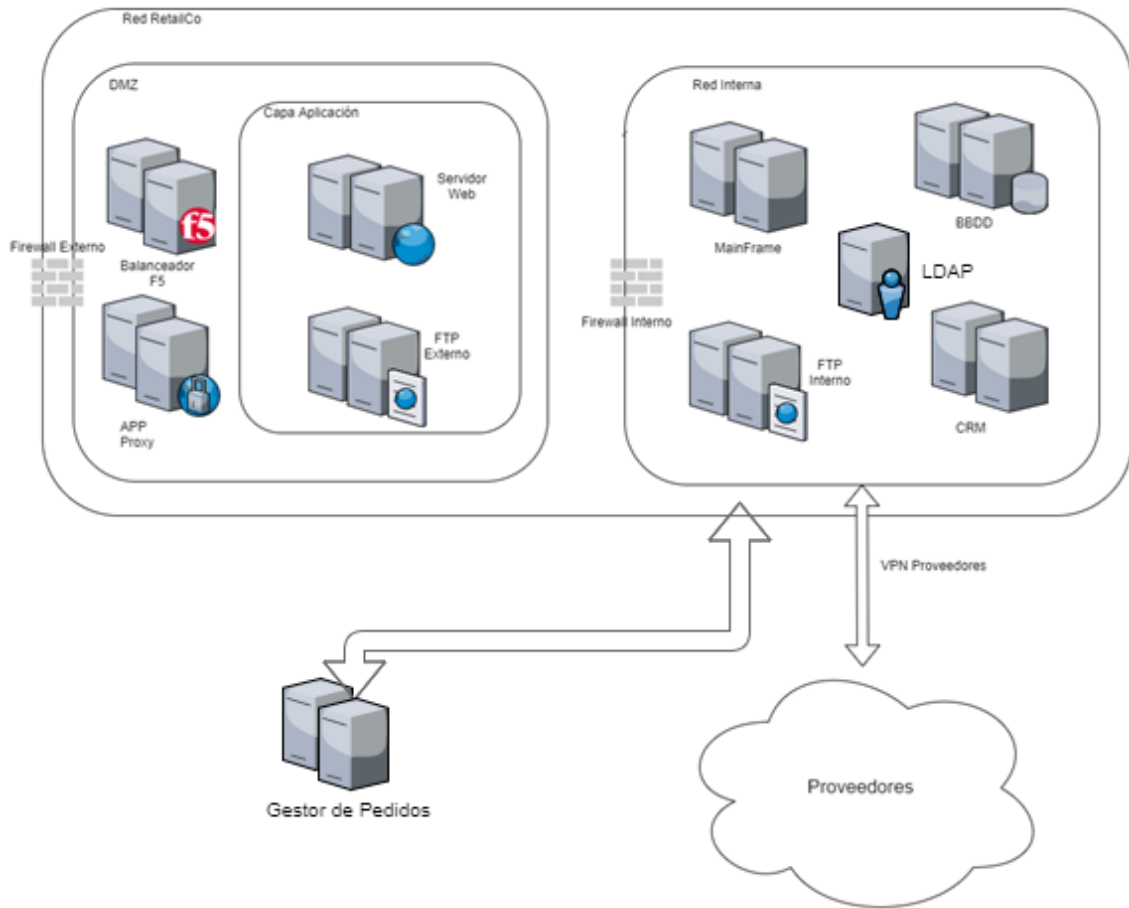 Red RetailCo
DMZ
Capa Aplicación
Servidor
Web
f5
Firewall Externo
Balanceador
F5
FTP
Externo
APP
Proxy
Red Interna
MainFrame
BBDD
LDAP
Firewall Interno
FTP
Interno
CRM
VPN Proveedores
Gestor de Pedidos
Proveedores